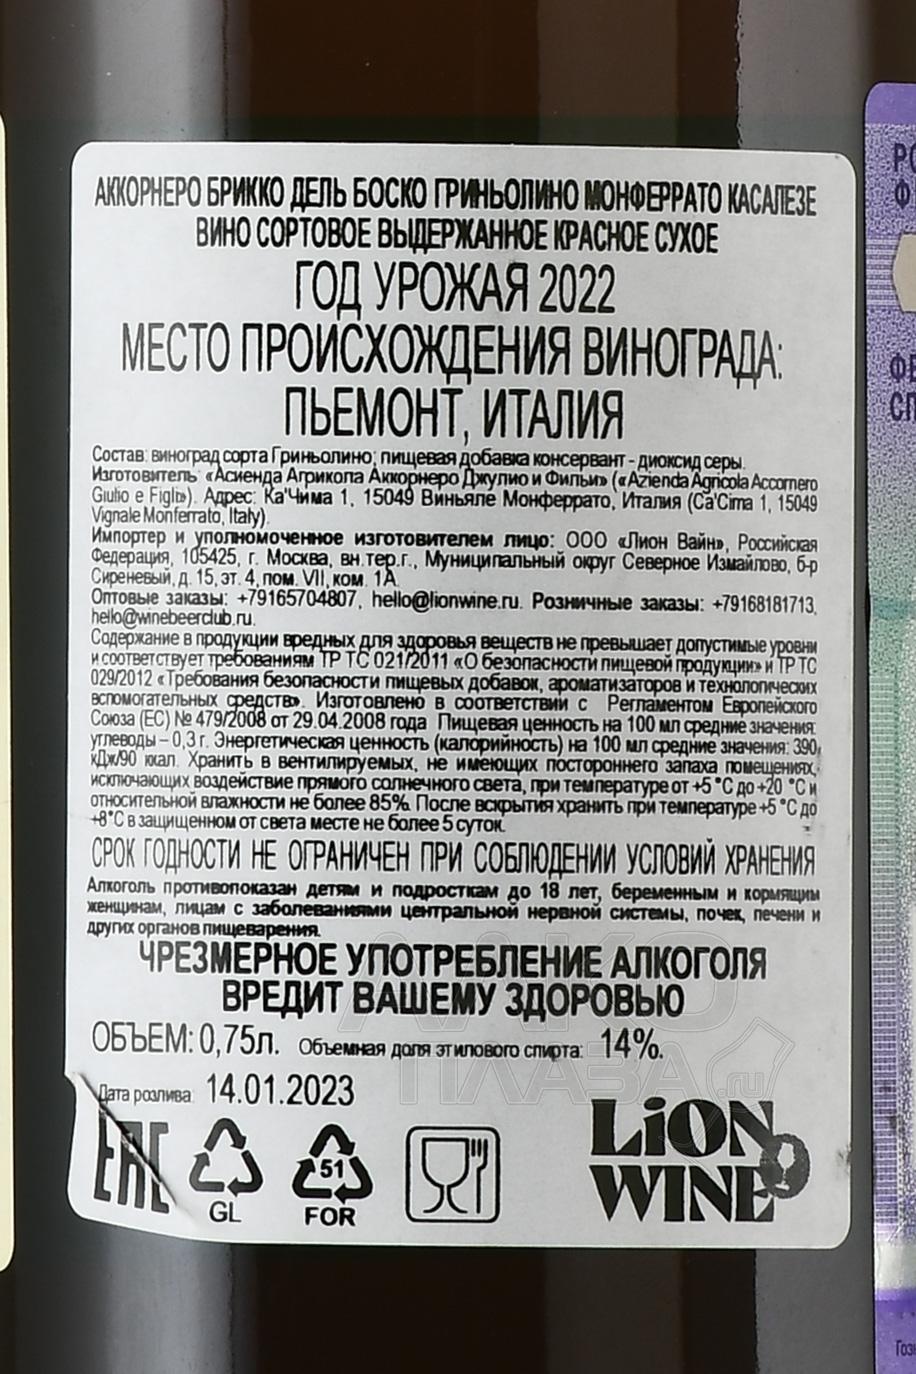 АККОРНЕРО БРИККО ДЕЛЬ БОСКО ГРИНЬОЛИНО МОНФЕРРАТО КАСАЛЕЗЕ
ВИНО СОРТОВОЕ ВЫДЕРЖАННОЕ КРАСНОЕ СУХОЕ
ГОД УРОЖАЯ 2022
МЕСТО ПРОИСХОЖДЕНИЯ ВИНОГРАДА:
ПЬЕМОНТ, ИТАЛИЯ
Состав: виноград сорта Гриньолино; пищевая добавка консервант - диоксид серы.
Изготовитель: «Асиенда Агрикола Аккорнеро Джулио и Фильи» («Azienda Agricola Accornero
Giulio e Figli»). Адрес: Ка'Чима 1, 15049 Виньяле Монферрато, Италия (Ca'Cima 1, 15049
Vignale Monferrato, Italy).
Импортер и уполномоченное изготовителем лицо: ООО «Лион Вайн», Российская
Федерация, 105425, г. Москва, вн.тер.г., Муниципальный округ Северное Измайлово, б-р
Сиреневый, д. 15, эт. 4, пом. VII, ком. 1А.
Оптовые заказы: +79165704807, hello@lionwine.ru. Розничные заказы: +79168181713,
hello@winebeerclub.ru.
Содержание в продукции вредных для здоровья веществ не превышает допустимые уровни
и соответствует требованиям ТР ТС 021/2011 «О безопасности пищевой продукции» и ТР ТС
029/2012 «Требования безопасности пищевых добавок, ароматизаторов и технологических
вспомогательных средств». Изготовлено в соответствии с Регламентом Европейского
Союза (ЕС) № 479/2008 от 29.04.2008 года. Пищевая ценность на 100 мл средние значения:
углеводы – 0,3 г. Энергетическая ценность (калорийность) на 100 мл средние значения: 390
кДж/90 ккал. Хранить в вентилируемых, не имеющих постороннего запаха помещениях,
исключающих воздействие прямого солнечного света, при температуре от +5 °С до +20 °С и
относительной влажности не более 85%. После вскрытия хранить при температуре +5 °С до
+8°С в защищенном от света месте не более 5 суток.
СРОК ГОДНОСТИ НЕ ОГРАНИЧЕН ПРИ СОБЛЮДЕНИИ УСЛОВИЙ ХРАНЕНИЯ
Алкоголь противопоказан детям и подросткам до 18 лет, беременным и кормящим
женщинам, лицам с заболеваниями центральной нервной системы, почек, печени и
других органов пищеварения.
ЧРЕЗМЕРНОЕ УПОТРЕБЛЕНИЕ АЛКОГОЛЯ
ВРЕДИТ ВАШЕМУ ЗДОРОВЬЮ
ОБЪЕМ: 0,75л. Объемная доля этилового спирта: 14%.
Дата розлива: 14.01.2023
ЕАС
GL
51
FOR
LiON
WINE
АЛКО
ПЛАЗА.ru